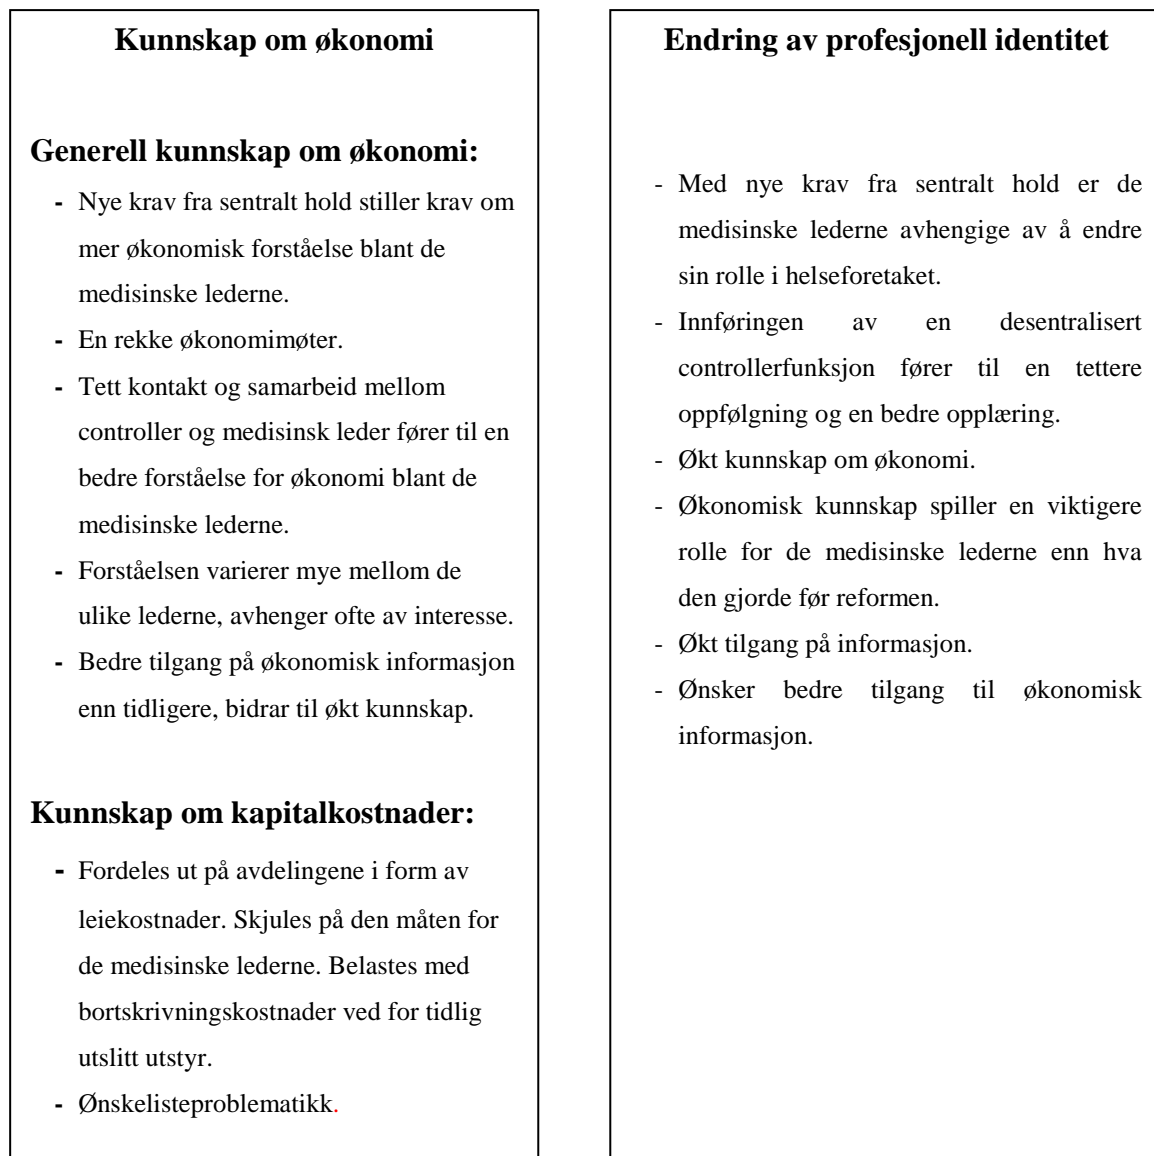 Kunnskap om økonomi
Generell kunnskap om økonomi:
- Nye krav fra sentralt hold stiller krav om
mer økonomisk forståelse blant de
medisinske lederne.
- En rekke økonomimøter.
- Tett kontakt og samarbeid mellom
controller og medisinsk leder fører til en
bedre forståelse for økonomi blant de
medisinske lederne.
- Forståelsen varierer mye mellom de
ulike lederne, avhenger ofte av interesse.
- Bedre tilgang på økonomisk informasjon
enn tidligere, bidrar til økt kunnskap.
Kunnskap om kapitalkostnader:
- Fordeles ut på avdelingene i form av
leiekostnader. Skjules på den måten for
de medisinske lederne. Belastes med
bortskrivningskostnader ved for tidlig
utslitt utstyr.
- Ønskelisteproblematikk.
Endring av profesjonell identitet
- Med nye krav fra sentralt hold er de
medisinske lederne avhengige av å endre
sin rolle i helseforetaket.
- Innføringen av en desentralisert
controllerfunksjon fører til en tettere
oppfølgning og en bedre opplæring.
- Økt kunnskap om økonomi.
- Økonomisk kunnskap spiller en viktigere
rolle for de medisinske lederne enn hva
den gjorde før reformen.
- Økt tilgang på informasjon.
- Ønsker bedre tilgang til økonomisk
informasjon.